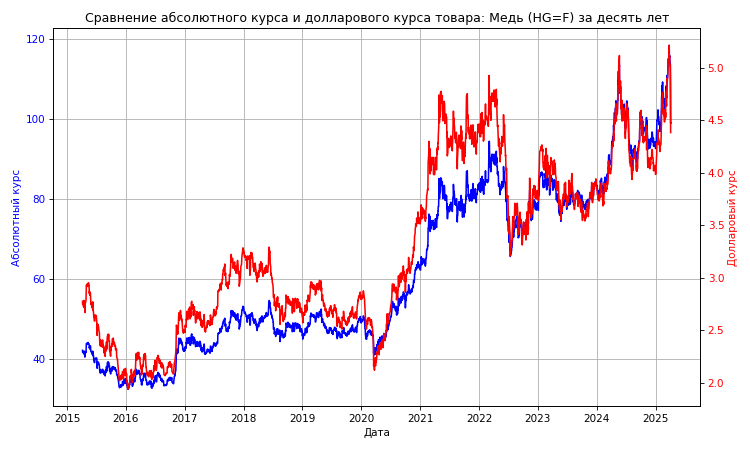 Сравнение абсолютного курса и долларового курса товара: Медь (HG=F) за десять лет
120
100
80
60
40
Абсолютный курс
5.0
4.5
4.0
3.5
3.0
2.5
2.0
Долларовый курс
2015 2016 2017 2018 2019 2020 2021 2022 2023 2024 2025
Дата